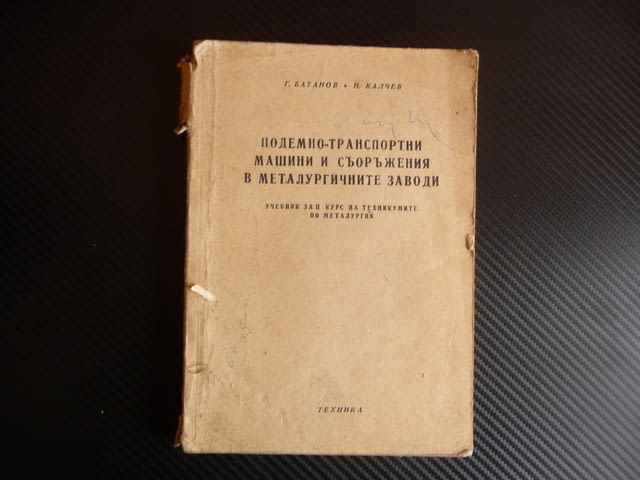 Г. БАТАНОВ • Н. КАЛЧЕВ
ПОДЕМНО-ТРАНСПОРТНИ
МАШИНИ И СЪОРЪЖЕНИЯ
В МЕТАЛУРГИЧНИТЕ ЗАВОДИ
УЧЕБНИК ЗА II КУРС НА ТЕХНИКУМИТЕ
ПО МЕТАЛУРГИЯ
ТЕХНИКА